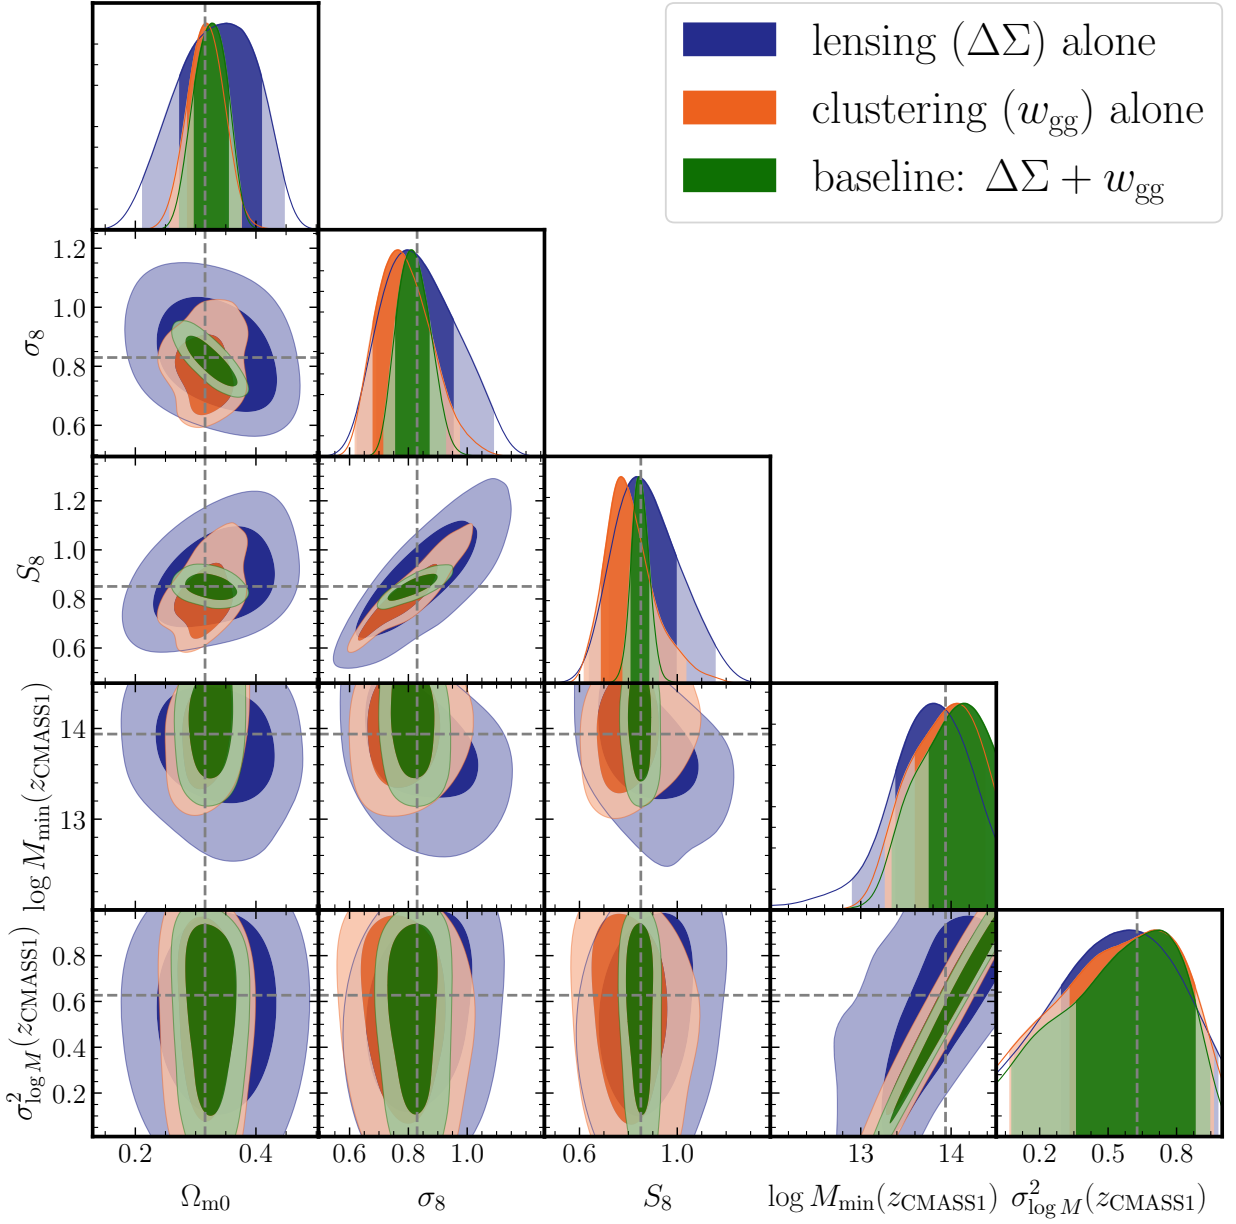 lensing (ΔΣ) alone
clustering (w_gg) alone
baseline: ΔΣ + w_gg
1.2
1.0
0.8
0.6
σ_8
1.2
1.0
0.8
0.6
S_8
14
13
log M_min(z_CMASS1)
0.8
0.6
0.4
0.2
σ²_log M(z_CMASS1)
0.2 0.4 0.6 0.8 1.0 0.6 1.0 13 14 0.2 0.5 0.8
Ω_m0 σ_8 S_8 log M_min(z_CMASS1) σ²_log M(z_CMASS1)